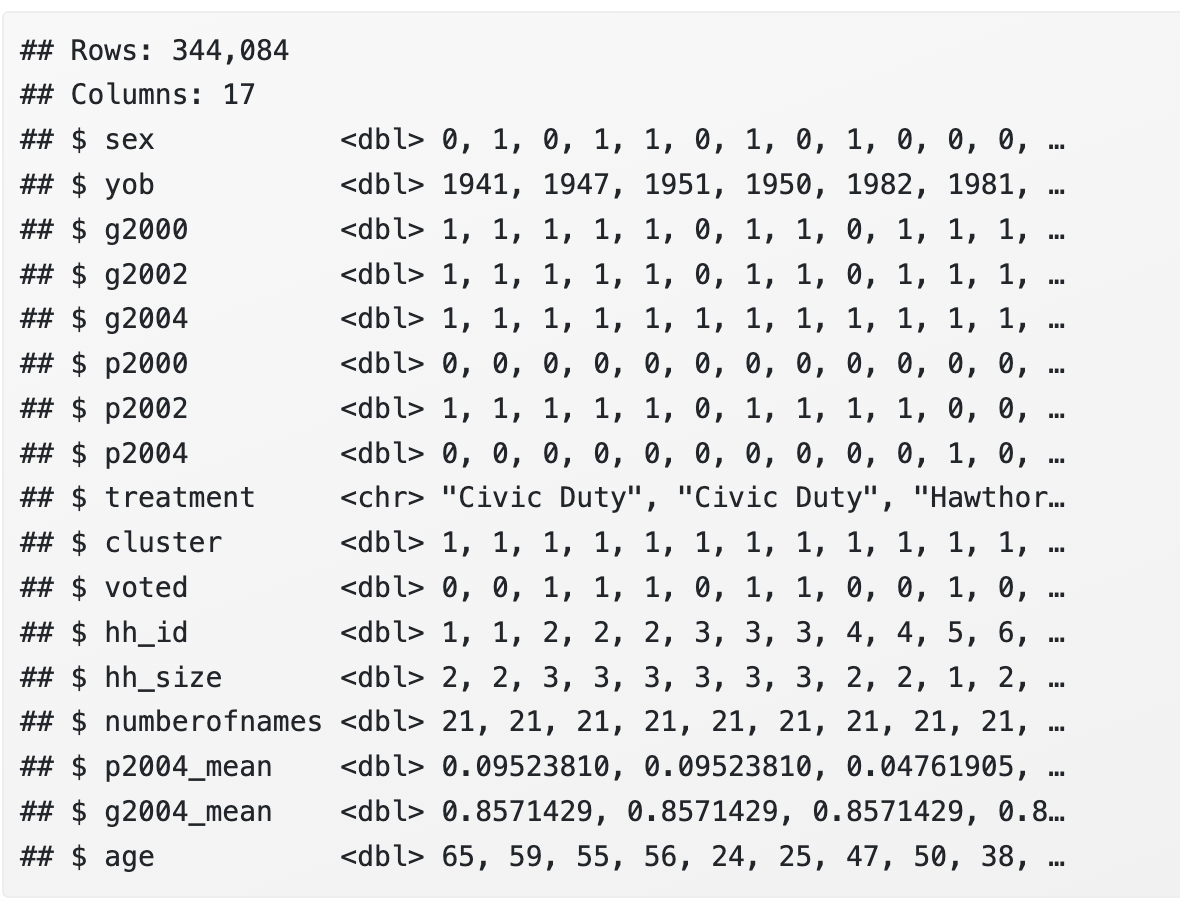 ## Rows: 344,084
## Columns: 17
## $ sex           <dbl> 0, 1, 0, 1, 1, 0, 1, 0, 1, 0, 0, 0, …
## $ yob           <dbl> 1941, 1947, 1951, 1950, 1982, 1981, …
## $ g2000         <dbl> 1, 1, 1, 1, 1, 0, 1, 1, 0, 1, 1, 1, …
## $ g2002         <dbl> 1, 1, 1, 1, 1, 0, 1, 1, 0, 1, 1, 1, …
## $ g2004         <dbl> 1, 1, 1, 1, 1, 1, 1, 1, 1, 1, 1, 1, …
## $ p2000         <dbl> 0, 0, 0, 0, 0, 0, 0, 0, 0, 0, 0, 0, …
## $ p2002         <dbl> 1, 1, 1, 1, 1, 0, 1, 1, 1, 1, 0, 0, …
## $ p2004         <dbl> 0, 0, 0, 0, 0, 0, 0, 0, 0, 0, 1, 0, …
## $ treatment     <chr> "Civic Duty", "Civic Duty", "Hawthor…
## $ cluster       <dbl> 1, 1, 1, 1, 1, 1, 1, 1, 1, 1, 1, 1, …
## $ voted         <dbl> 0, 0, 1, 1, 1, 0, 1, 1, 0, 0, 1, 0, …
## $ hh_id         <dbl> 1, 1, 2, 2, 2, 3, 3, 3, 4, 4, 5, 6, …
## $ hh_size       <dbl> 2, 2, 3, 3, 3, 3, 3, 3, 2, 2, 1, 2, …
## $ numberofnames <dbl> 21, 21, 21, 21, 21, 21, 21, 21, 21, …
## $ p2004_mean    <dbl> 0.09523810, 0.09523810, 0.04761905, …
## $ g2004_mean    <dbl> 0.8571429, 0.8571429, 0.8571429, 0.8…
## $ age           <dbl> 65, 59, 55, 56, 24, 25, 47, 50, 38, …